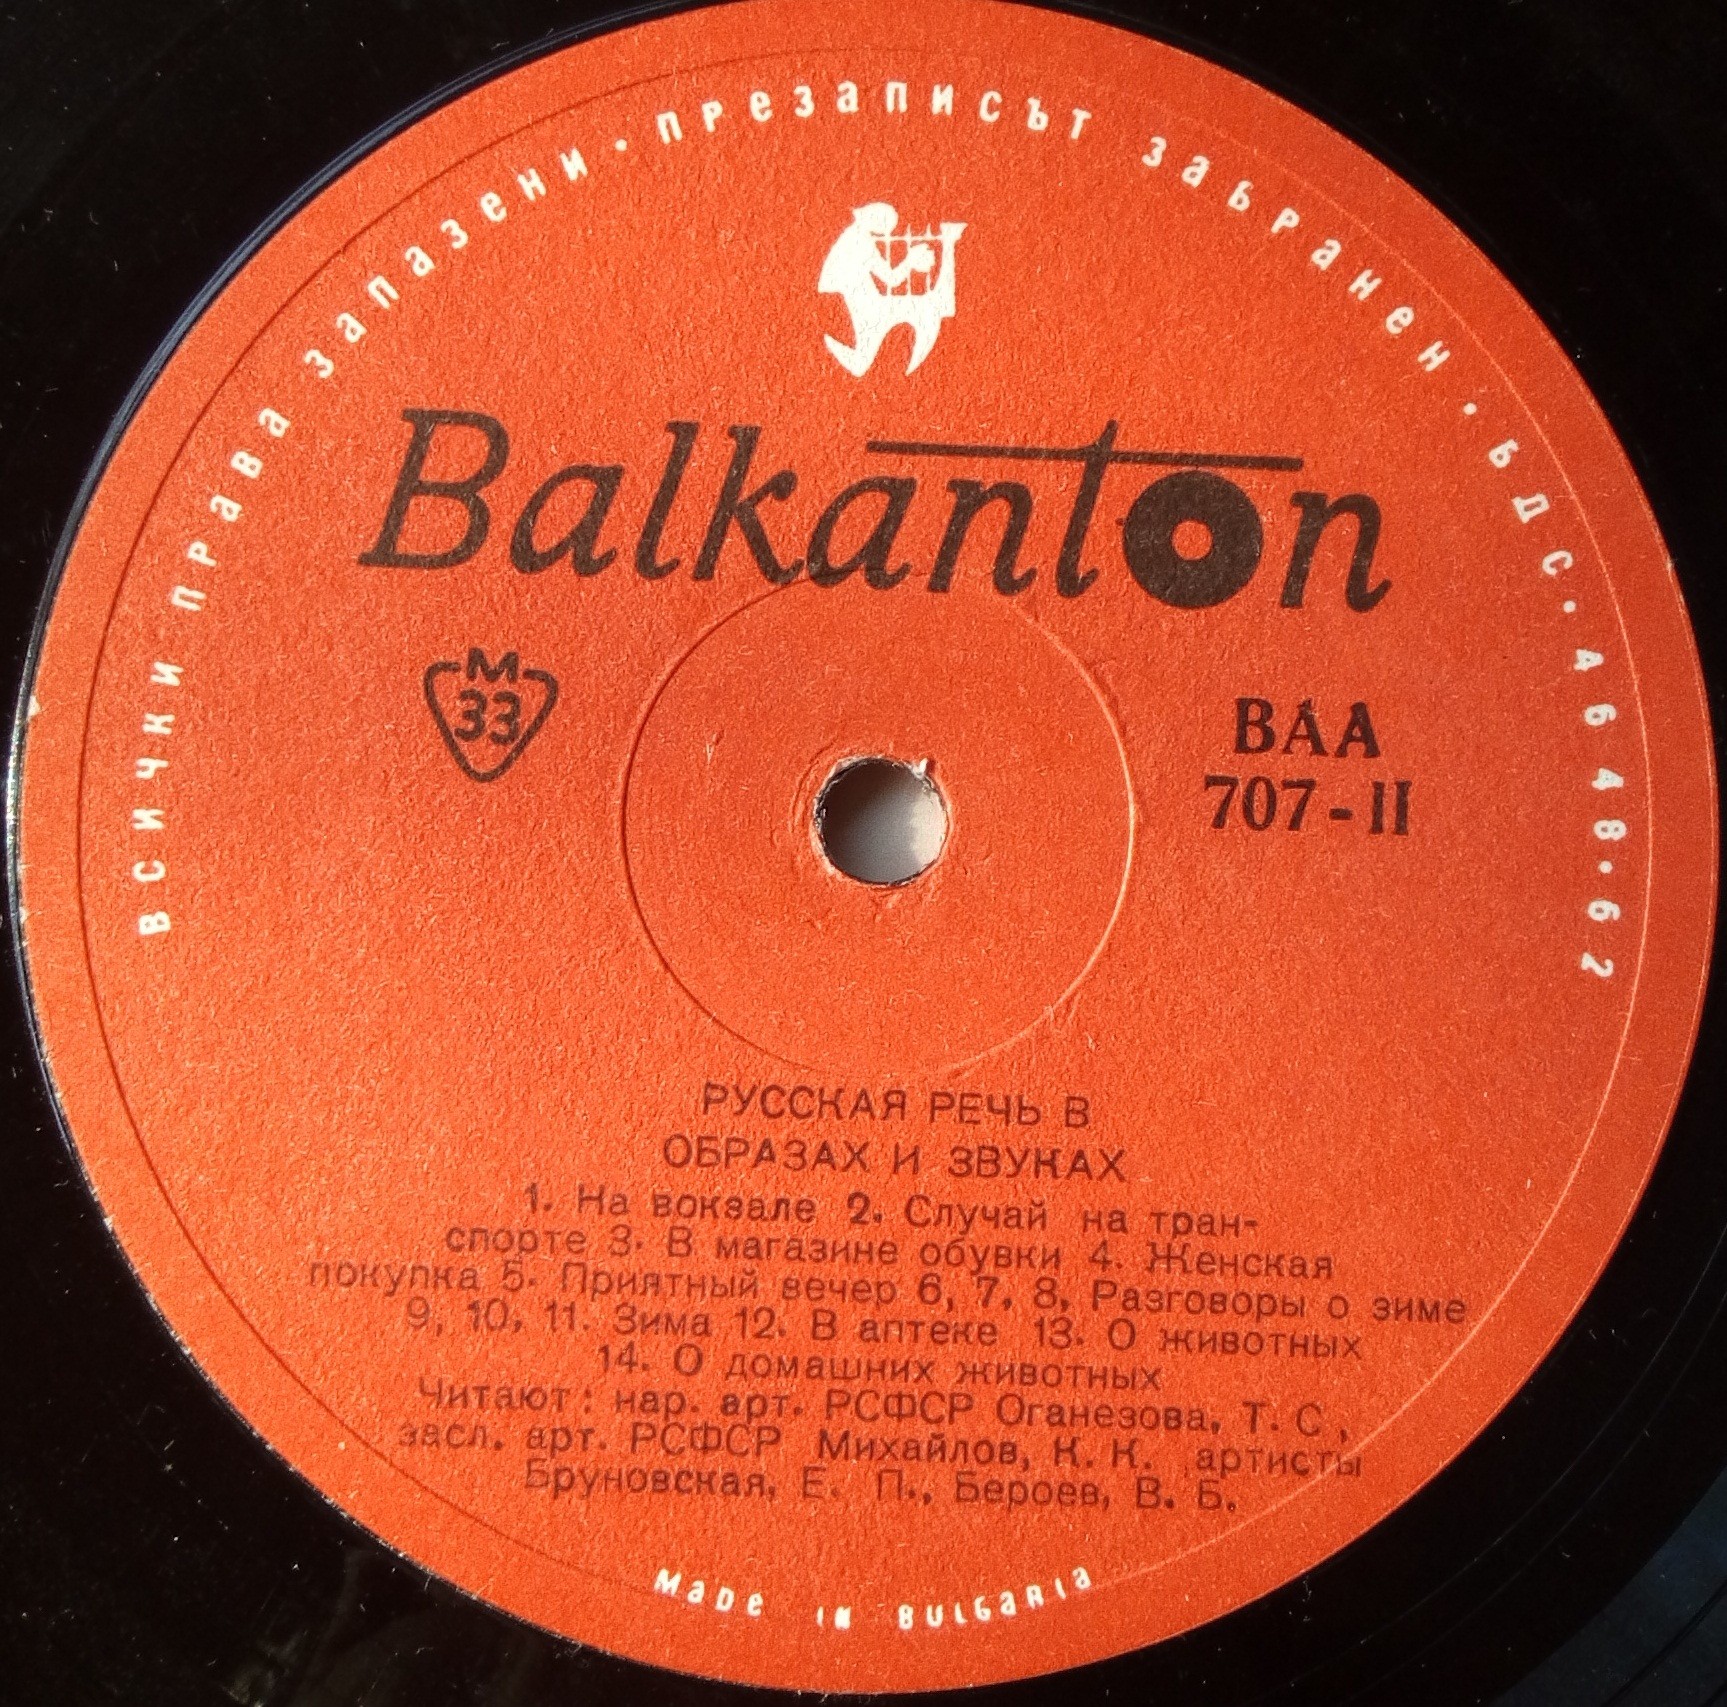 всички права запазени · презаписът забранен · БДС · 4648 · 62
Balkanton
М
33
ВАА
707-II
РУССКАЯ РЕЧЬ В
ОБРАЗАХ И ЗВУКАХ
1. На вокзале 2. Случай на тран-
спорте 3. В магазине обувки 4. Женская
покупка 5. Приятный вечер 6, 7, 8, Разговоры о зиме
9, 10, 11. Зима 12. В аптеке 13. О животных
14. О домашних животных
Читают: нар. арт. РСФСР Оганезова, Т. С,
засл. арт. РСФСР Михайлов, К. К. артисты
Бруновская, Е. П., Бероев, В. Б.
made in Bulgaria